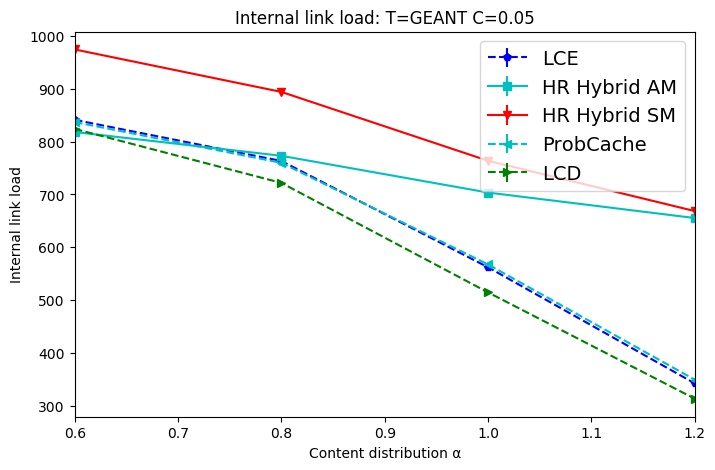 Internal link load: T=GEANT C=0.05
1000
900
800
700
600
500
400
300
Internal link load
LCE
HR Hybrid AM
HR Hybrid SM
ProbCache
LCD
0.6
0.7
0.8
0.9
1.0
1.1
1.2
Content distribution α